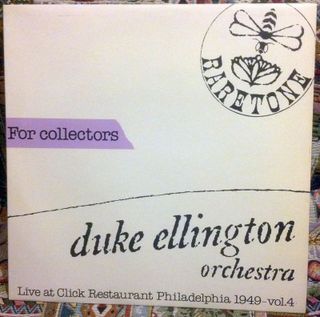 RARETONE
For collectors
duke ellington
orchestra
Live at Click Restaurant Philadelphia 1949-vol.4